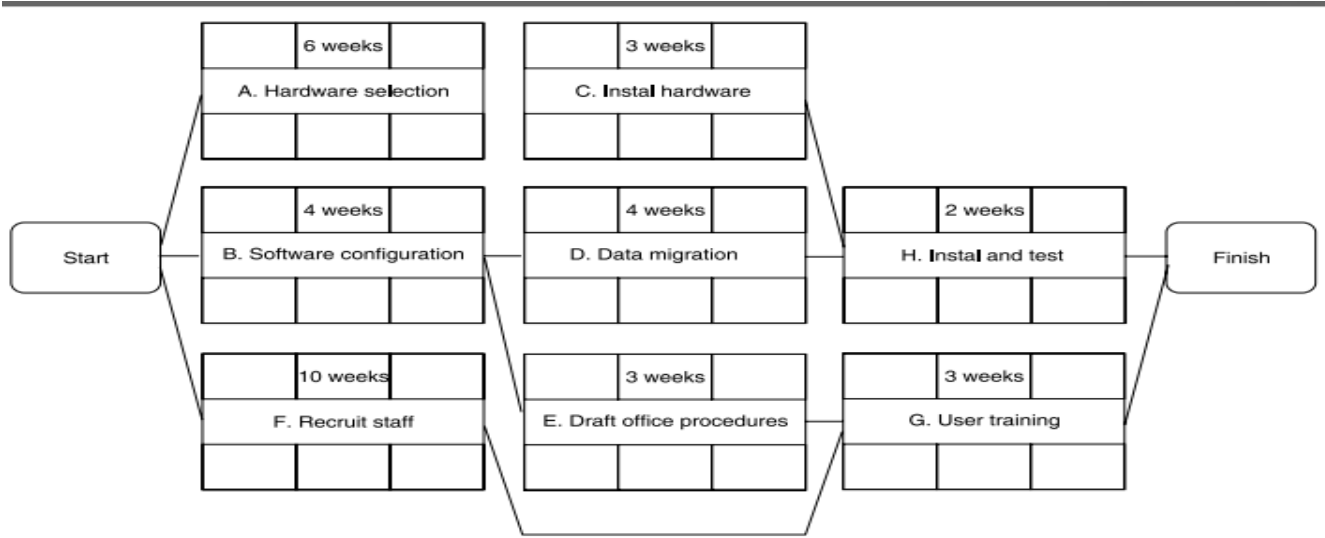 6 weeks
A. Hardware selection
3 weeks
C. Instal hardware
4 weeks
B. Software configuration
4 weeks
D. Data migration
2 weeks
H. Instal and test
Start
Finish
10 weeks
F. Recruit staff
3 weeks
E. Draft office procedures
3 weeks
G. User training